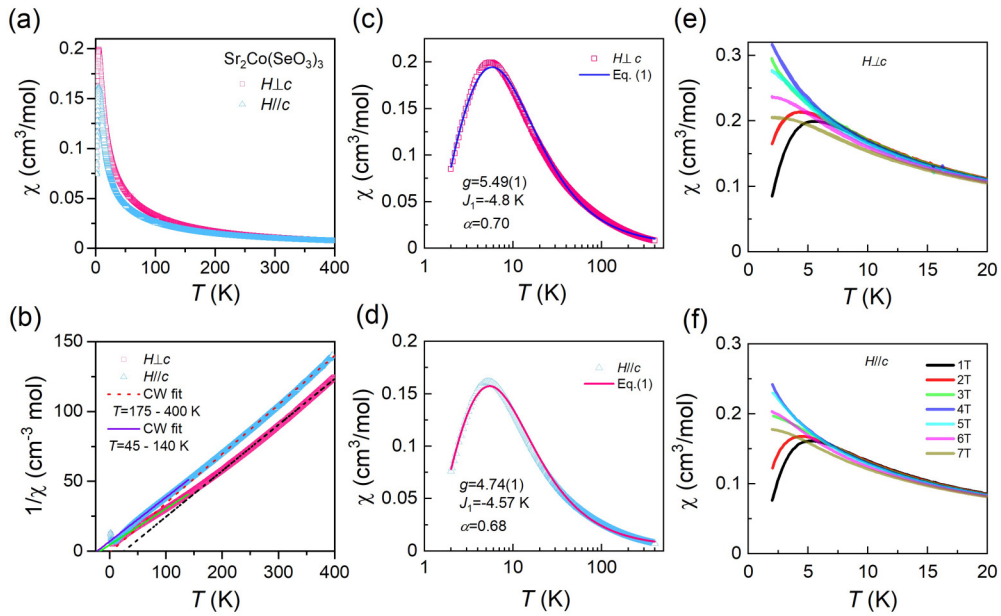 (a)
χ (cm³/mol)
0.2
0.15
0.1
0.05
0
Sr₂Co(SeO₃)₃
H⊥c
H//c
0 100 200 300 400
T (K)
(b)
1/χ (cm⁻³ mol)
150
100
50
0
H⊥c
H//c
CW fit
T=175 - 400 K
CW fit
T=45 - 140 K
0 100 200 300 400
T (K)
(c)
χ (cm³/mol)
0.2
0.15
0.1
0.05
0
H⊥c
Eq. (1)
g=5.49(1)
J₁=-4.8 K
α=0.70
1 10 100
T (K)
(d)
χ (cm³/mol)
0.2
0.15
0.1
0.05
0
H//c
Eq.(1)
g=4.74(1)
J₁=-4.57 K
α=0.68
1 10 100
T (K)
(e)
χ (cm³/mol)
0.3
0.2
0.1
H⊥c
0 5 10 15 20
T (K)
(f)
χ (cm³/mol)
0.3
0.2
0.1
H//c
1T
2T
3T
4T
5T
6T
7T
0 5 10 15 20
T (K)